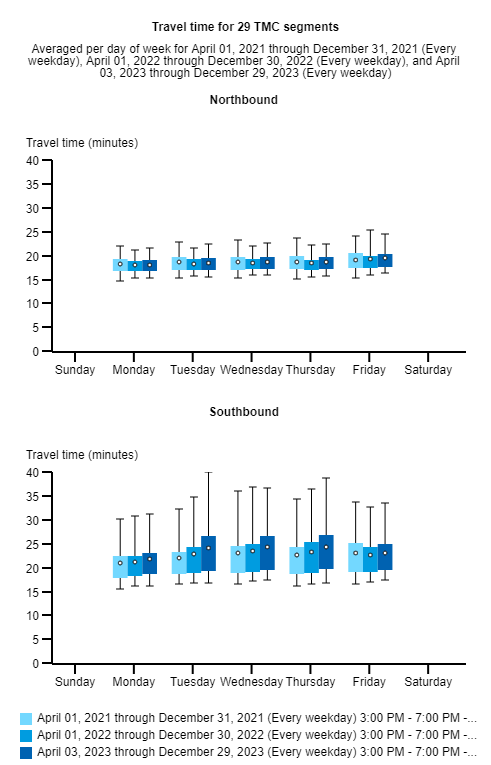 Travel time for 29 TMC segments
Averaged per day of week for April 01, 2021 through December 31, 2021 (Every
weekday), April 01, 2022 through December 30, 2022 (Every weekday), and April
03, 2023 through December 29, 2023 (Every weekday)
Northbound
Travel time (minutes)
40
35
30
25
20
15
10
5
0
Sunday Monday Tuesday Wednesday Thursday Friday Saturday
Southbound
Travel time (minutes)
40
35
30
25
20
15
10
5
0
Sunday Monday Tuesday Wednesday Thursday Friday Saturday
April 01, 2021 through December 31, 2021 (Every weekday) 3:00 PM - 7:00 PM -...
April 01, 2022 through December 30, 2022 (Every weekday) 3:00 PM - 7:00 PM -...
April 03, 2023 through December 29, 2023 (Every weekday) 3:00 PM - 7:00 PM -...